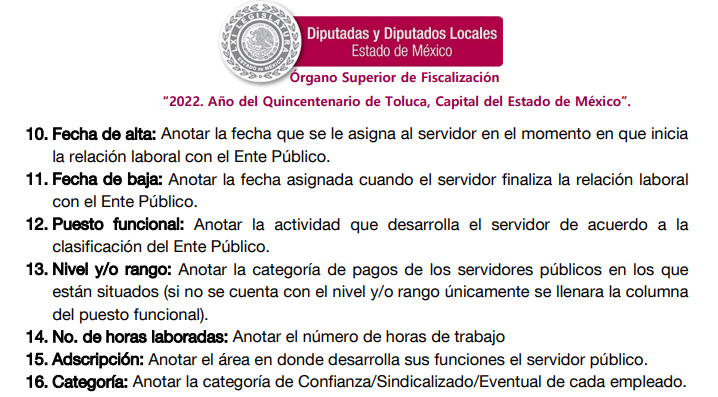 Diputadas y Diputados Locales
Estado de México
Órgano Superior de Fiscalización
“2022. Año del Quincentenario de Toluca, Capital del Estado de México”.
10. Fecha de alta: Anotar la fecha que se le asigna al servidor en el momento en que inicia
la relación laboral con el Ente Público.
11. Fecha de baja: Anotar la fecha asignada cuando el servidor finaliza la relación laboral
con el Ente Público.
12. Puesto funcional: Anotar la actividad que desarrolla el servidor de acuerdo a la
clasificación del Ente Público.
13. Nivel y/o rango: Anotar la categoría de pagos de los servidores públicos en los que
están situados (si no se cuenta con el nivel y/o rango únicamente se llenara la columna
del puesto funcional).
14. No. de horas laboradas: Anotar el número de horas de trabajo
15. Adscripción: Anotar el área en donde desarrolla sus funciones el servidor público.
16. Categoría: Anotar la categoría de Confianza/Sindicalizado/Eventual de cada empleado.